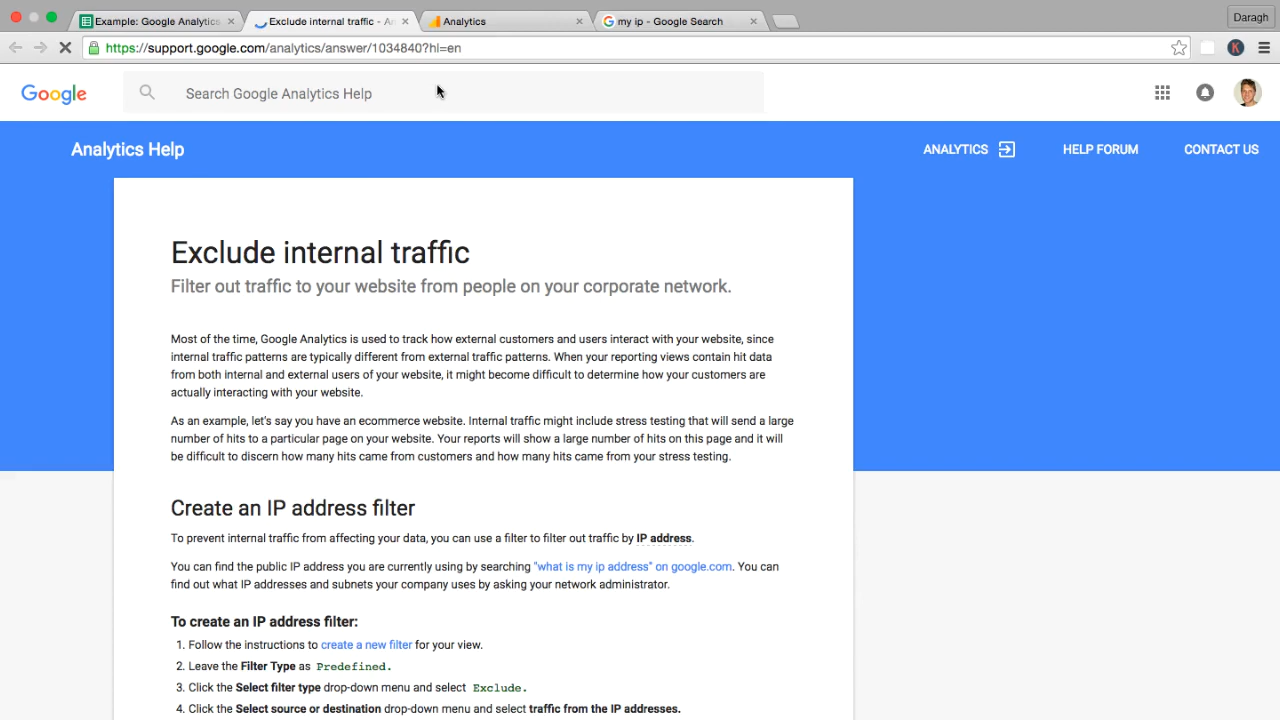 Example: Google Analytics
Exclude internal traffic - An
Analytics
my ip - Google Search
Daragh
https://support.google.com/analytics/answer/1034840?hl=en
K
Google
Search Google Analytics Help
Analytics Help
ANALYTICS
HELP FORUM
CONTACT US
Exclude internal traffic
Filter out traffic to your website from people on your corporate network.
Most of the time, Google Analytics is used to track how external customers and users interact with your website, since
internal traffic patterns are typically different from external traffic patterns. When your reporting views contain hit data
from both internal and external users of your website, it might become difficult to determine how your customers are
actually interacting with your website.
As an example, let's say you have an ecommerce website. Internal traffic might include stress testing that will send a large
number of hits to a particular page on your website. Your reports will show a large number of hits on this page and it will
be difficult to discern how many hits came from customers and how many hits came from your stress testing.
Create an IP address filter
To prevent internal traffic from affecting your data, you can use a filter to filter out traffic by IP address.
You can find the public IP address you are currently using by searching "what is my ip address" on google.com. You can
find out what IP addresses and subnets your company uses by asking your network administrator.
To create an IP address filter:
1. Follow the instructions to create a new filter for your view.
2. Leave the Filter Type as Predefined.
3. Click the Select filter type drop-down menu and select Exclude.
4. Click the Select source or destination drop-down menu and select traffic from the IP addresses.